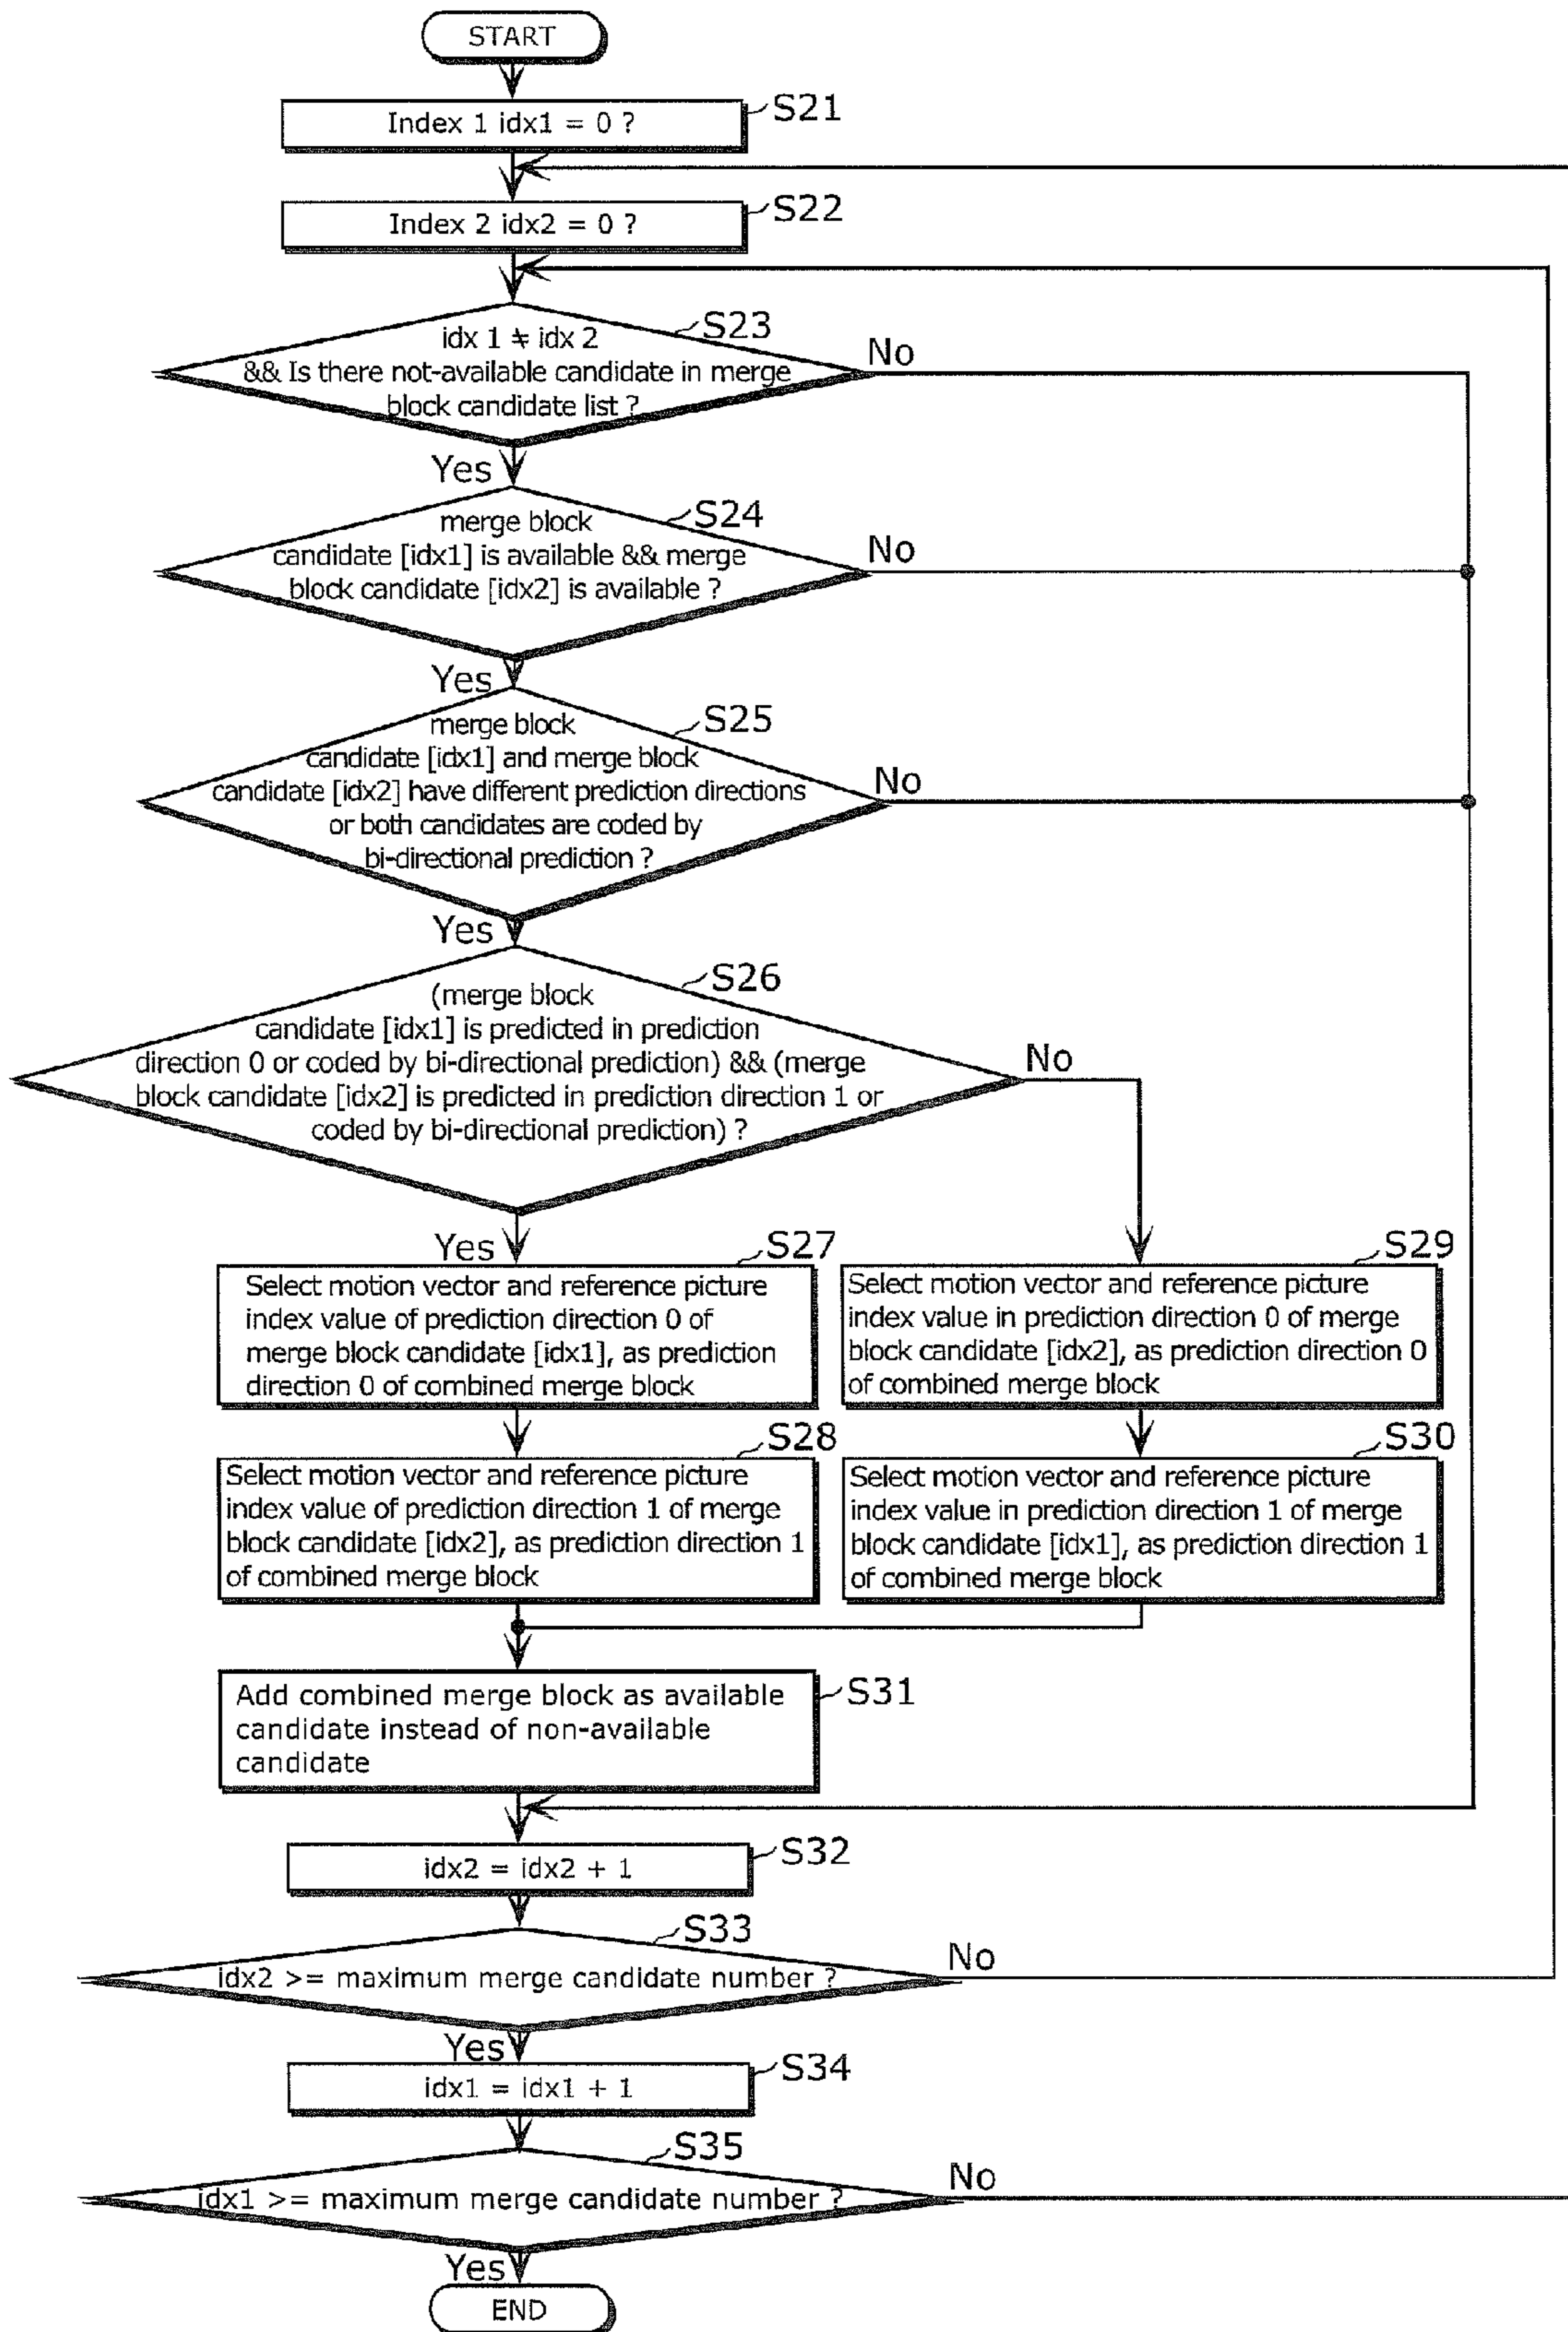 START
Index 1 idx1 = 0 ?
S21
Index 2 idx2 = 0 ?
S22
idx 1 ≠ idx 2
&& Is there not-available candidate in merge
block candidate list ?
S23
No
Yes
merge block
candidate [idx1] is available && merge
block candidate [idx2] is available ?
S24
No
Yes
merge block
candidate [idx1] and merge block
candidate [idx2] have different prediction directions
or both candidates are coded by
bi-directional prediction ?
S25
No
Yes
(merge block
candidate [idx1] is predicted in prediction
direction 0 or coded by bi-directional prediction) && (merge
block candidate [idx2] is predicted in prediction direction 1 or
coded by bi-directional prediction) ?
S26
No
Yes
S27
Select motion vector and reference picture
index value of prediction direction 0 of
merge block candidate [idx1], as prediction
direction 0 of combined merge block
S29
Select motion vector and reference picture
index value in prediction direction 0 of merge
block candidate [idx2], as prediction direction 0
of combined merge block
S28
Select motion vector and reference picture
index value of prediction direction 1 of merge
block candidate [idx2], as prediction direction 1
of combined merge block
S30
Select motion vector and reference picture
index value in prediction direction 1 of merge
block candidate [idx1], as prediction direction 1
of combined merge block
Add combined merge block as available
candidate instead of non-available
candidate
S31
idx2 = idx2 + 1
S32
idx2 >= maximum merge candidate number ?
S33
No
Yes
idx1 = idx1 + 1
S34
idx1 >= maximum merge candidate number ?
S35
No
Yes
END